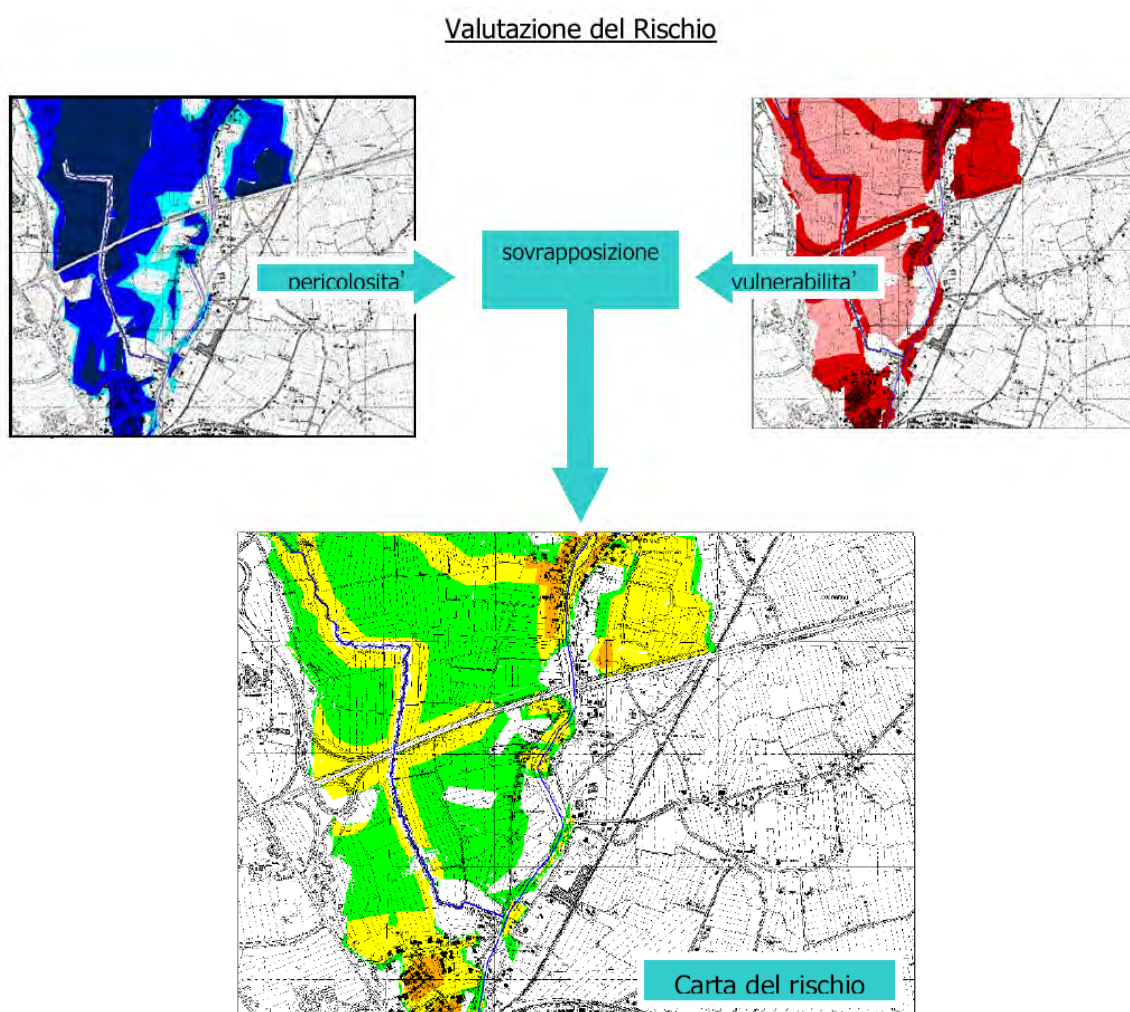 Valutazione del Rischio
pericolosita'
sovrapposizione
vulnerabilita'
Carta del rischio